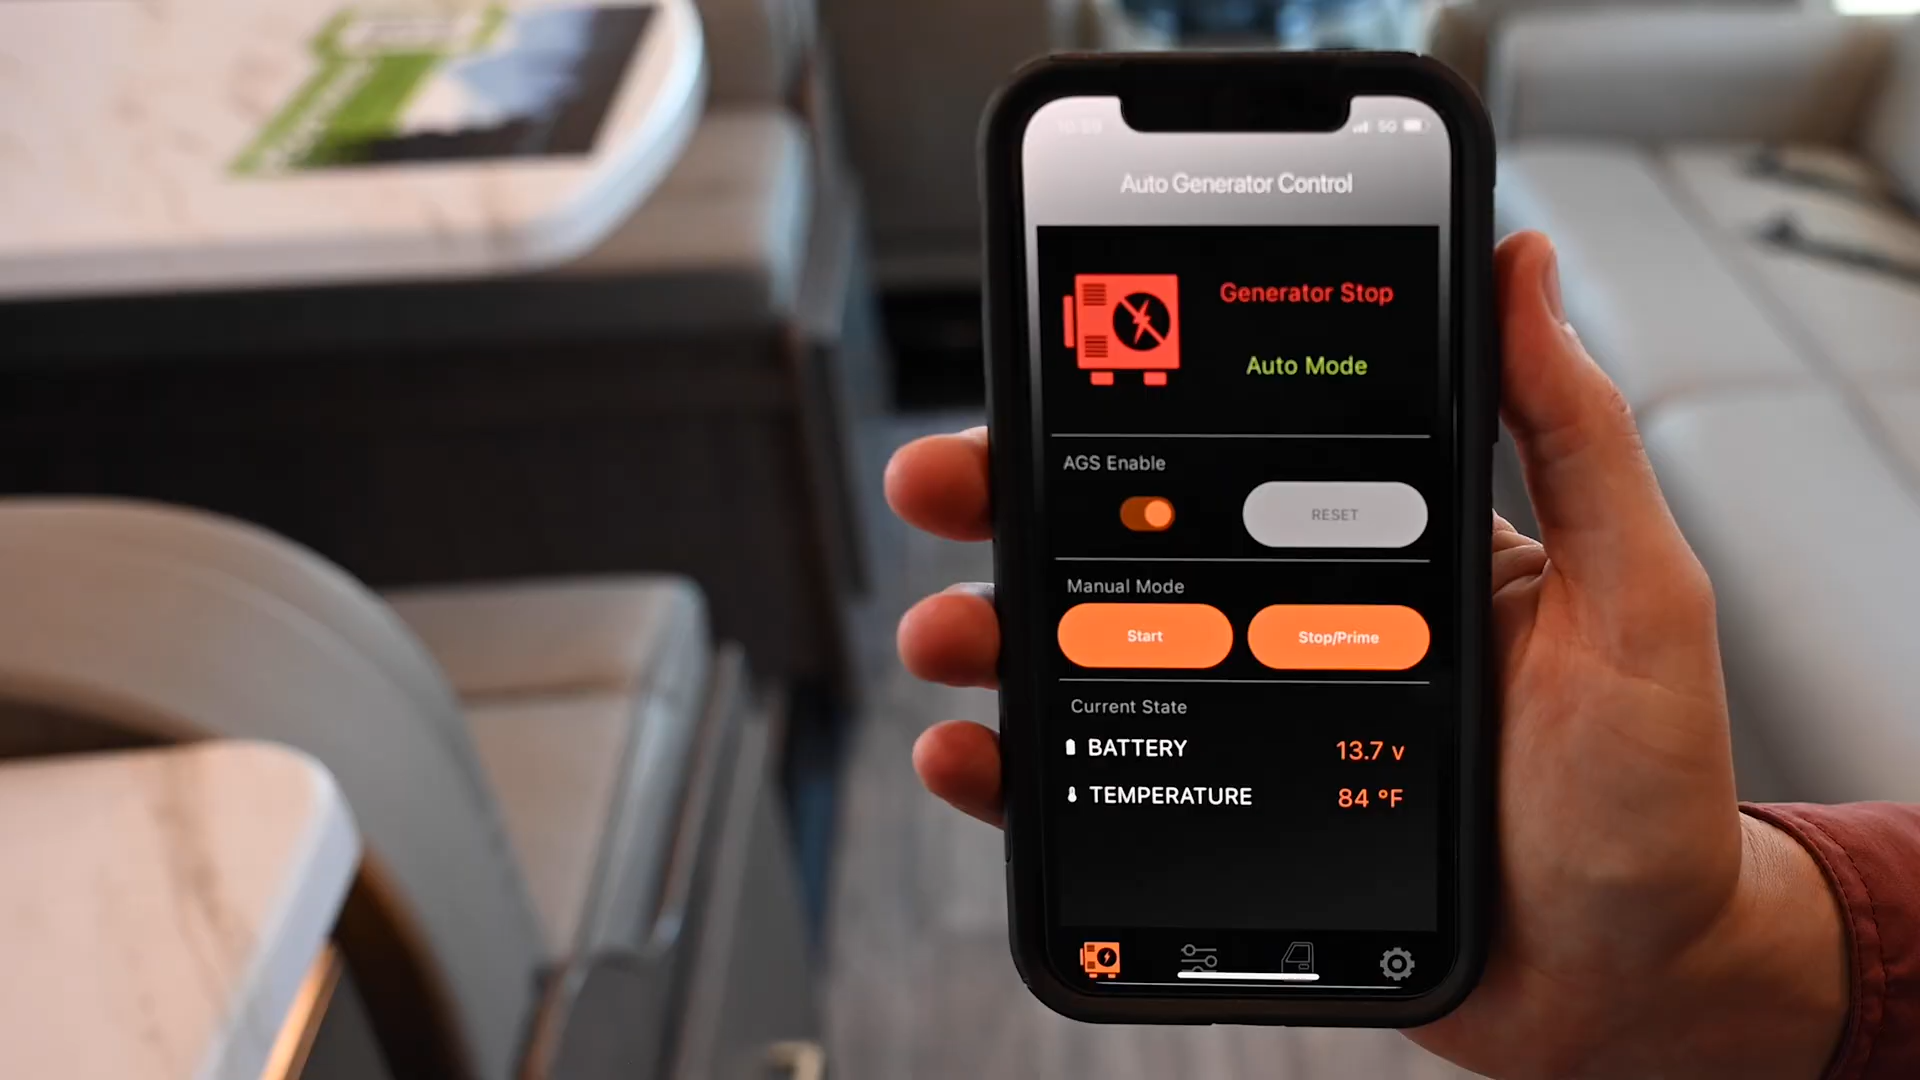 5G
Auto Generator Control
Generator Stop
Auto Mode
AGS Enable
RESET
Manual Mode
Start
Stop/Prime
Current State
BATTERY 13.7 v
TEMPERATURE 84 °F